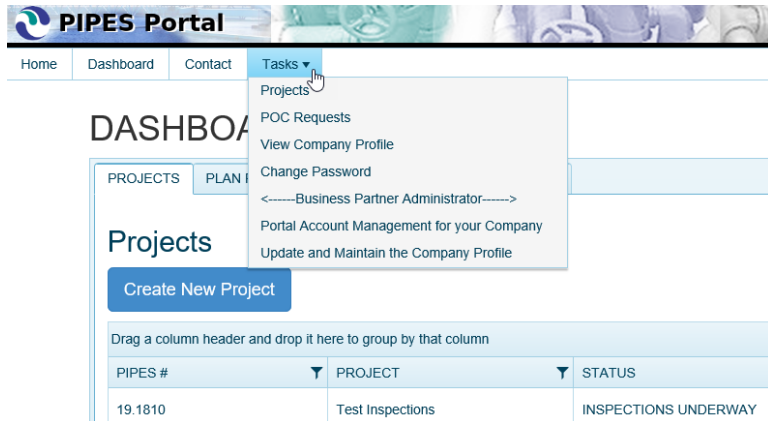 PIPES Portal
Home Dashboard Contact Tasks
Projects
POC Requests
View Company Profile
Change Password
<------Business Partner Administrator------>
Portal Account Management for your Company
Update and Maintain the Company Profile
PROJECTS PLAN
Projects
Create New Project
Drag a column header and drop it here to group by that column
PIPES # PROJECT STATUS
19.1810 Test Inspections INSPECTIONS UNDERWAY